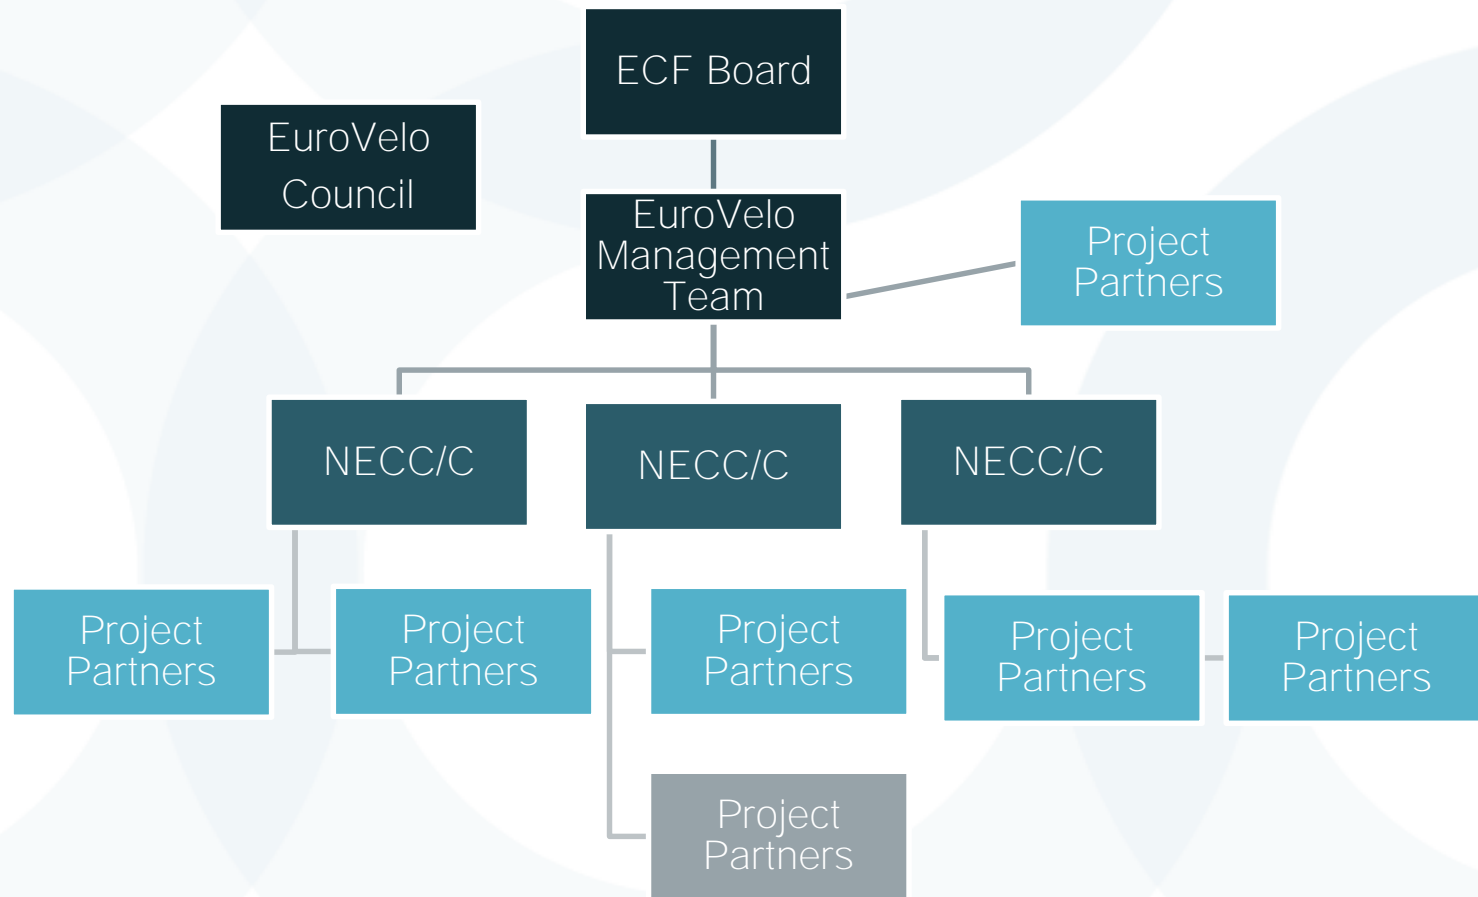 ECF Board
EuroVelo
Council
EuroVelo
Management
Team
Project
Partners
NECC/C
NECC/C
NECC/C
Project
Partners
Project
Partners
Project
Partners
Project
Partners
Project
Partners
Project
Partners